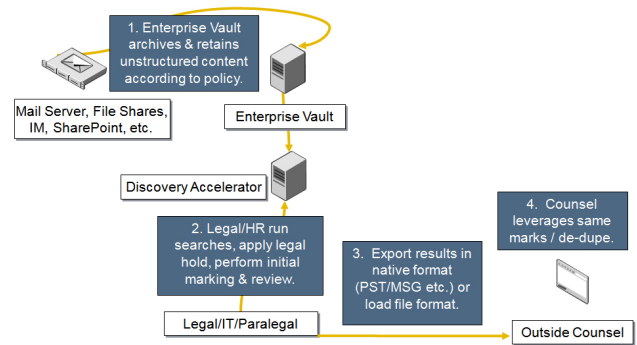 1. Enterprise Vault
archives & retains
unstructured content
according to policy.
Mail Server, File Shares,
IM, SharePoint, etc.
Enterprise Vault
Discovery Accelerator
2. Legal/HR run
searches, apply legal
hold, perform initial
marking & review.
Legal/IT/Paralegal
3. Export results in
native format
(PST/MSG etc.) or
load file format.
4. Counsel
leverages same
marks / de-dupe.
Outside Counsel